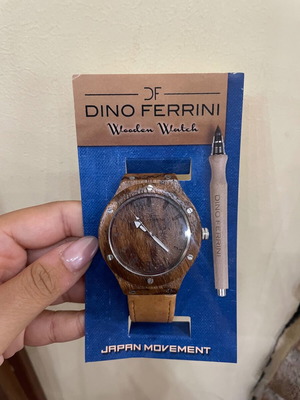 DF
DINO FERRINI
Wooden Watch
DINO FERRINI
JAPAN MOVEMENT